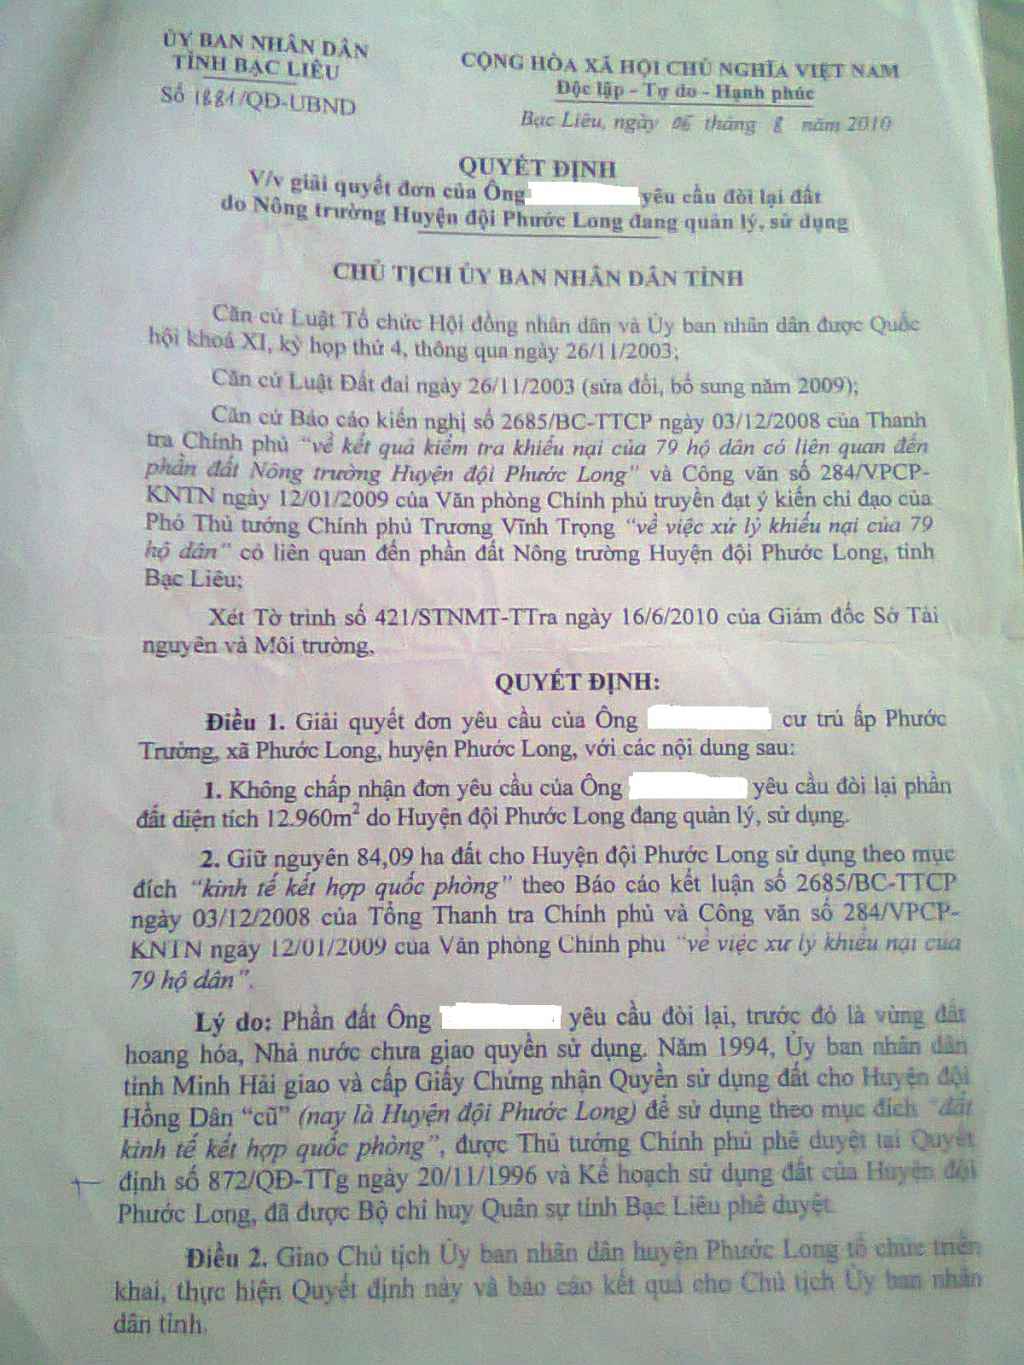 ỦY BAN NHÂN DÂN
TỈNH BẠC LIÊU
Số 1881/QĐ-UBND
CỘNG HÒA XÃ HỘI CHỦ NGHĨA VIỆT NAM
Độc lập - Tự do - Hạnh phúc
Bạc Liêu, ngày 06 tháng 8 năm 2010
QUYẾT ĐỊNH
V/v giải quyết đơn của Ông yêu cầu đòi lại đất
do Nông trường Huyện đội Phước Long đang quản lý, sử dụng
CHỦ TỊCH ỦY BAN NHÂN DÂN TỈNH
Căn cứ Luật Tổ chức Hội đồng nhân dân và Ủy ban nhân dân được Quốc
hội khoá XI, kỳ họp thứ 4, thông qua ngày 26/11/2003;
Căn cứ Luật Đất đai ngày 26/11/2003 (sửa đổi, bổ sung năm 2009);
Căn cứ Báo cáo kiến nghị số 2685/BC-TTCP ngày 03/12/2008 của Thanh
tra Chính phủ “về kết quả kiểm tra khiếu nại của 79 hộ dân có liên quan đến
phần đất Nông trường Huyện đội Phước Long” và Công văn số 284/VPCP-
KNTN ngày 12/01/2009 của Văn phòng Chính phủ truyền đạt ý kiến chỉ đạo của
Phó Thủ tướng Chính phủ Trương Vĩnh Trọng “về việc xử lý khiếu nại của 79
hộ dân” có liên quan đến phần đất Nông trường Huyện đội Phước Long, tỉnh
Bạc Liêu;
Xét Tờ trình số 421/STNMT-TTra ngày 16/6/2010 của Giám đốc Sở Tài
nguyên và Môi trường,
QUYẾT ĐỊNH:
Điều 1. Giải quyết đơn yêu cầu của Ông cư trú ấp Phước
Trường, xã Phước Long, huyện Phước Long, với các nội dung sau:
1. Không chấp nhận đơn yêu cầu của Ông yêu cầu đòi lại phần
đất diện tích 12.960m² do Huyện đội Phước Long đang quản lý, sử dụng.
2. Giữ nguyên 84,09 ha đất cho Huyện đội Phước Long sử dụng theo mục
đích “kinh tế kết hợp quốc phòng” theo Báo cáo kết luận số 2685/BC-TTCP
ngày 03/12/2008 của Tổng Thanh tra Chính phủ và Công văn số 284/VPCP-
KNTN ngày 12/01/2009 của Văn phòng Chính phủ “về việc xử lý khiếu nại của
79 hộ dân”.
Lý do: Phần đất Ông yêu cầu đòi lại, trước đó là vùng đất
hoang hóa, Nhà nước chưa giao quyền sử dụng. Năm 1994, Ủy ban nhân dân
tỉnh Minh Hải giao và cấp Giấy Chứng nhận Quyền sử dụng đất cho Huyện đội
Hồng Dân “cũ” (nay là Huyện đội Phước Long) để sử dụng theo mục đích “đất
kinh tế kết hợp quốc phòng”, được Thủ tướng Chính phủ phê duyệt tại Quyết
định số 872/QĐ-TTg ngày 20/11/1996 và Kế hoạch sử dụng đất của Huyện đội
Phước Long, đã được Bộ chỉ huy Quân sự tỉnh Bạc Liêu phê duyệt.
Điều 2. Giao Chủ tịch Ủy ban nhân dân huyện Phước Long tổ chức triển
khai, thực hiện Quyết định này và báo cáo kết quả cho Chủ tịch Ủy ban nhân
dân tỉnh.